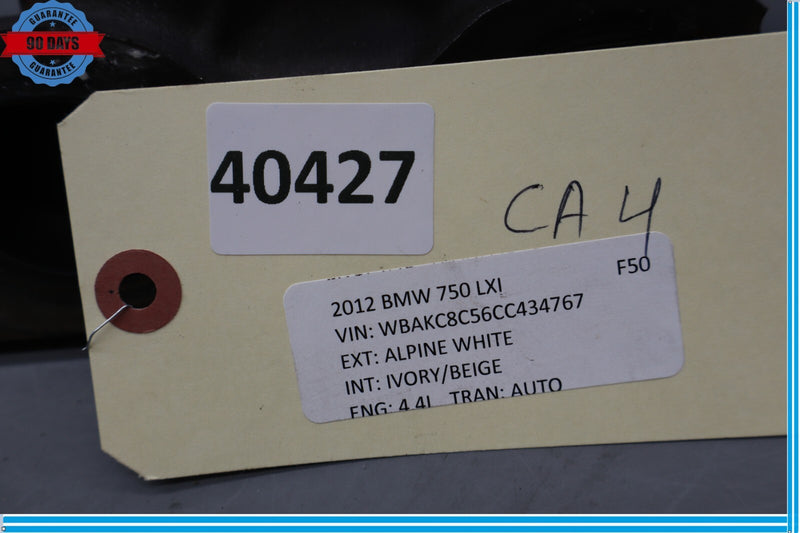 GUARANTEE
90 DAYS
GUARANTEE
40427
CA 4
F50
2012 BMW 750 LXI
VIN: WBAKC8C56CC434767
EXT: ALPINE WHITE
INT: IVORY/BEIGE
ENG: 4.4L TRAN: AUTO